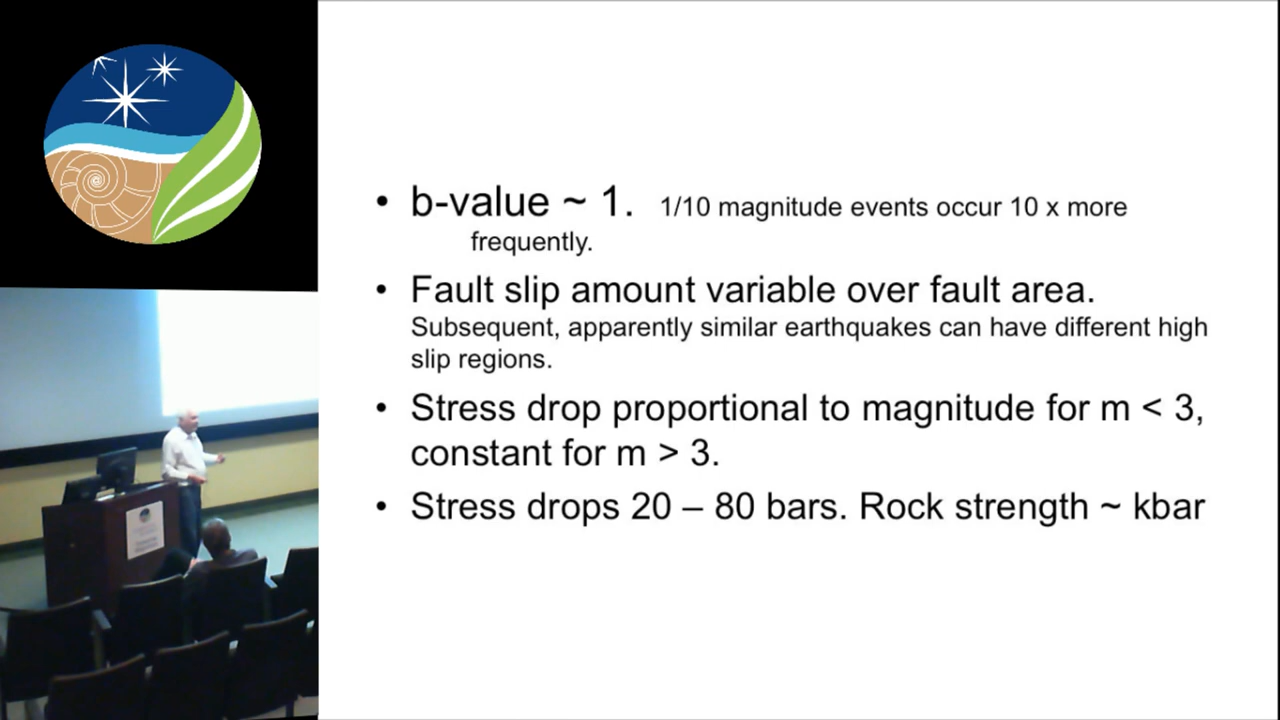 • b-value ~ 1. 1/10 magnitude events occur 10 x more
frequently.
• Fault slip amount variable over fault area.
Subsequent, apparently similar earthquakes can have different high
slip regions.
• Stress drop proportional to magnitude for m < 3,
constant for m > 3.
• Stress drops 20 – 80 bars. Rock strength ~ kbar